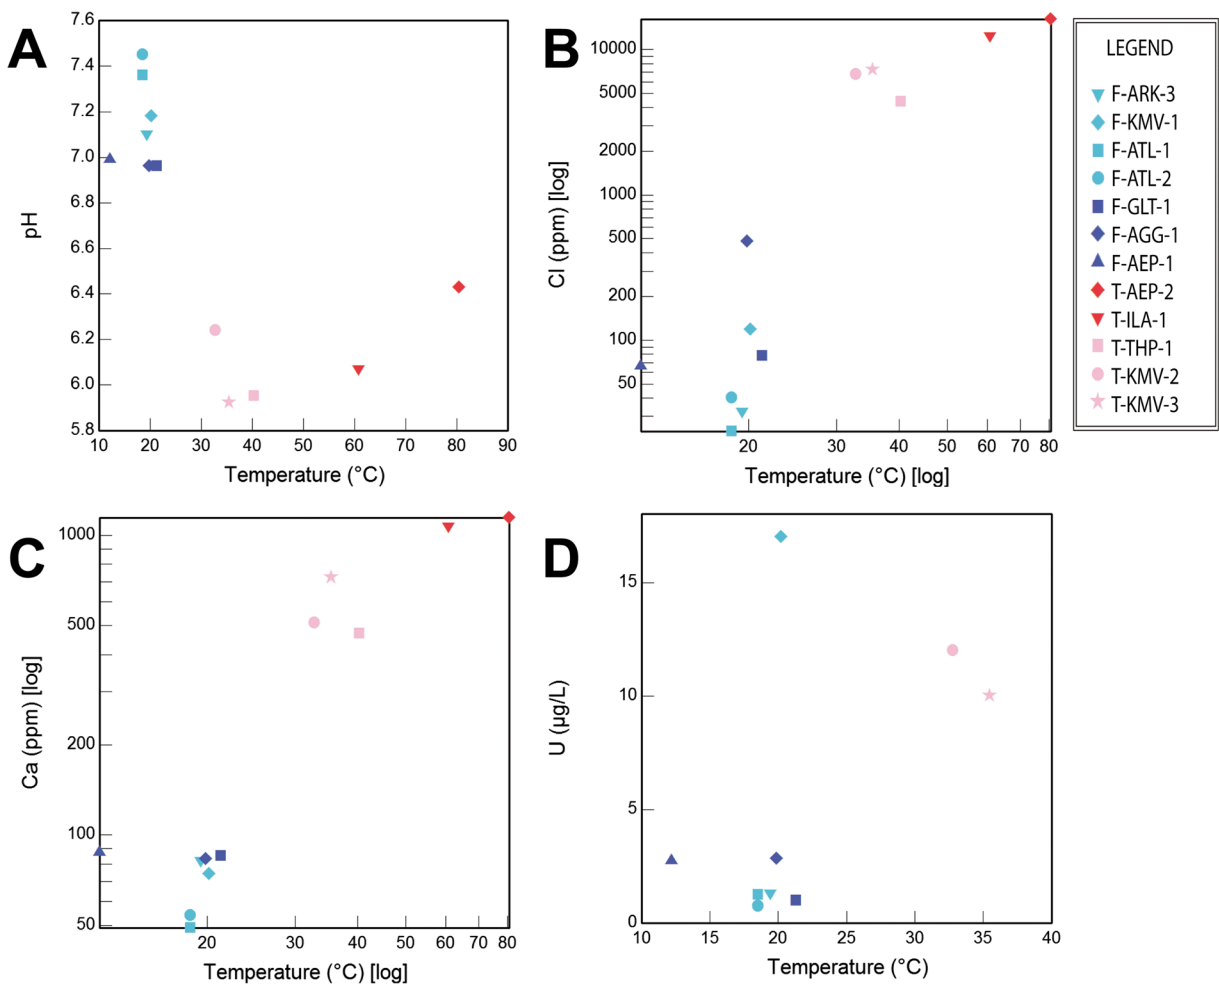 A
7.6
7.4
7.2
7.0
6.8
6.6
6.4
6.2
6.0
5.8
pH
10 20 30 40 50 60 70 80 90
Temperature (°C)
B
10000
5000
2000
1000
500
200
100
50
Cl (ppm) [log]
20 30 40 50 60 70 80
Temperature (°C) [log]
LEGEND
F-ARK-3
F-KMV-1
F-ATL-1
F-ATL-2
F-GLT-1
F-AGG-1
F-AEP-1
T-AEP-2
T-ILA-1
T-THP-1
T-KMV-2
T-KMV-3
C
1000
500
200
100
50
Ca (ppm) [log]
20 30 40 50 60 70 80
Temperature (°C) [log]
D
15
10
5
0
U (µg/L)
10 15 20 25 30 35 40
Temperature (°C)